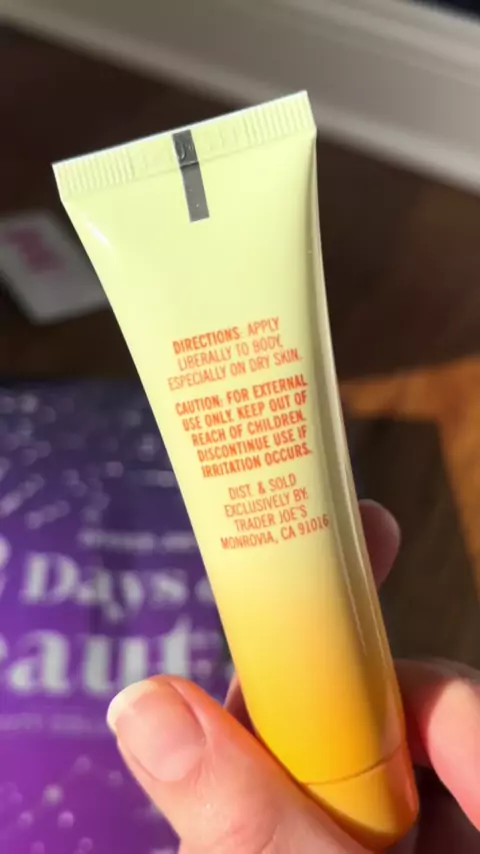 DIRECTIONS: APPLY
LIBERALLY TO BODY,
ESPECIALLY ON DRY SKIN.
CAUTION: FOR EXTERNAL
USE ONLY. KEEP OUT OF
REACH OF CHILDREN.
DISCONTINUE USE IF
IRRITATION OCCURS.
DIST. & SOLD
EXCLUSIVELY BY:
TRADER JOE'S
MONROVIA, CA 91016
Days